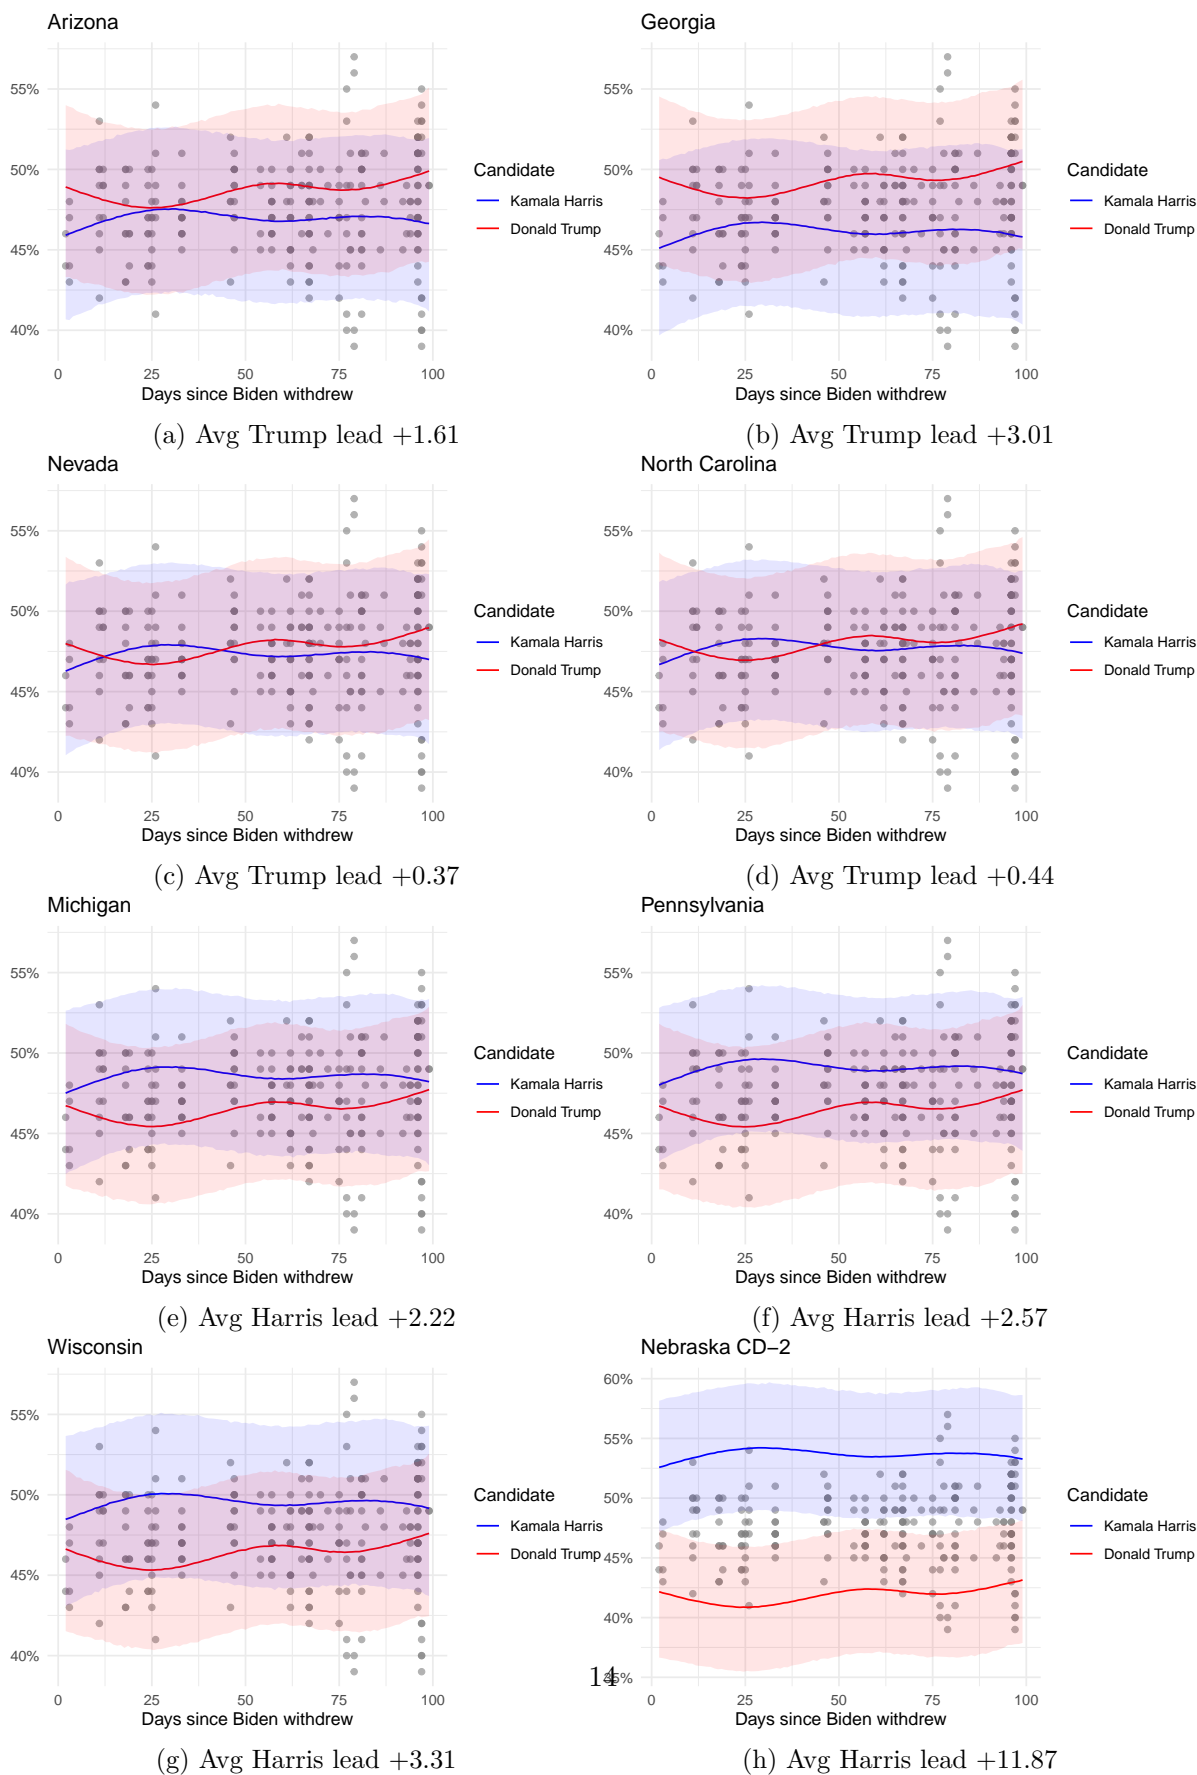 Arizona
55%
50%
45%
40%
0 25 50 75 100
Days since Biden withdrew
Candidate
Kamala Harris
Donald Trump
(a) Avg Trump lead +1.61
Georgia
55%
50%
45%
40%
0 25 50 75 100
Days since Biden withdrew
Candidate
Kamala Harris
Donald Trump
(b) Avg Trump lead +3.01
Nevada
55%
50%
45%
40%
0 25 50 75 100
Days since Biden withdrew
Candidate
Kamala Harris
Donald Trump
(c) Avg Trump lead +0.37
North Carolina
55%
50%
45%
40%
0 25 50 75 100
Days since Biden withdrew
Candidate
Kamala Harris
Donald Trump
(d) Avg Trump lead +0.44
Michigan
55%
50%
45%
40%
0 25 50 75 100
Days since Biden withdrew
Candidate
Kamala Harris
Donald Trump
(e) Avg Harris lead +2.22
Pennsylvania
55%
50%
45%
40%
0 25 50 75 100
Days since Biden withdrew
Candidate
Kamala Harris
Donald Trump
(f) Avg Harris lead +2.57
Wisconsin
55%
50%
45%
40%
0 25 50 75 100
Days since Biden withdrew
Candidate
Kamala Harris
Donald Trump
(g) Avg Harris lead +3.31
Nebraska CD−2
60%
55%
50%
45%
40%
35%
0 25 50 75 100
Days since Biden withdrew
Candidate
Kamala Harris
Donald Trump
(h) Avg Harris lead +11.87
14